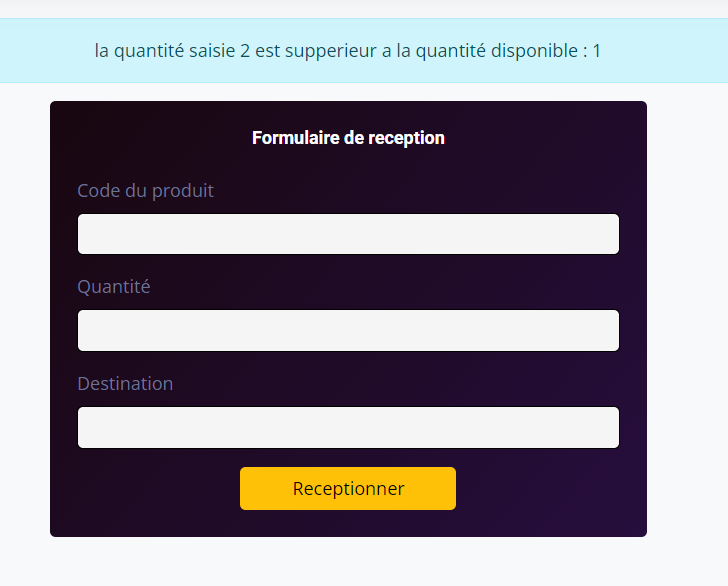 la quantité saisie 2 est supperieur a la quantité disponible : 1
Formulaire de reception
Code du produit
Quantité
Destination
Receptionner